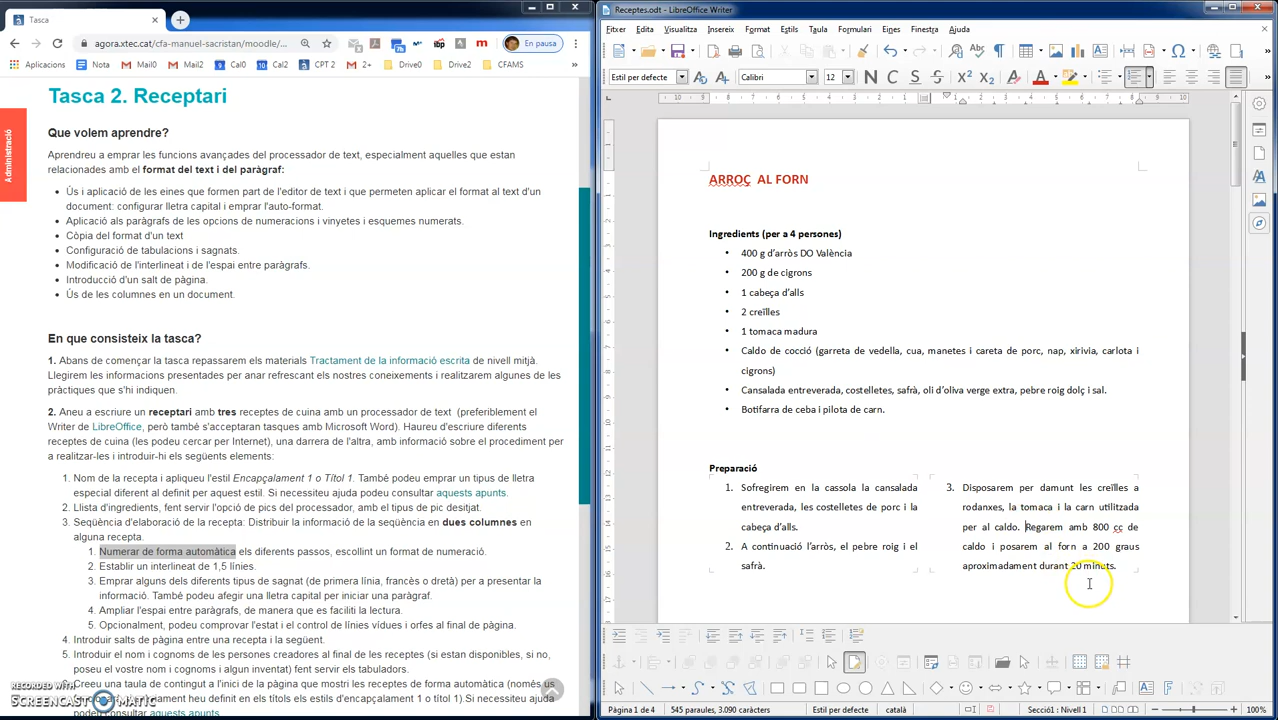 Tasca
agora.xtec.cat/cfa-manuel-sacristan/moodle/...
En pausa
Aplicacions
Nota
Mail0
Mail2
Cal0
Cal2
CPT 2
2+
Drive0
Drive2
CFAMS
Administració
Tasca 2. Receptari
Que volem aprendre?
Aprendreu a emprar les funcions avançades del processador de text, especialment aquelles que estan
relacionades amb el format del text i del paràgraf:
• Ús i aplicació de les eines que formen part de l'editor de text i que permeten aplicar el format al text d'un
document: configurar lletra capital i emprar l'auto-format.
• Aplicació als paràgrafs de les opcions de numeracions i vinyetes i esquemes numerats.
• Còpia del format d'un text
• Configuració de tabulacions i sagnats.
• Modificació de l'interlineat i de l'espai entre paràgrafs.
• Introducció d'un salt de pàgina.
• Ús de les columnes en un document.
En que consisteix la tasca?
1. Abans de començar la tasca repassarem els materials Tractament de la informació escrita de nivell mitjà.
Llegirem les informacions presentades per anar refrescant els nostres coneixements i realitzarem algunes de les
pràctiques que s'hi indiquen.
2. Aneu a escriure un receptari amb tres receptes de cuina amb un processador de text (preferiblement el
Writer de LibreOffice, però també s'acceptaran tasques amb Microsoft Word). Haureu d'escriure diferents
receptes de cuina (les podeu cercar per Internet), una darrera de l'altra, amb informació sobre el procediment per
a realitzar-les i introduir-hi els següents elements:
1. Nom de la recepta i apliqueu l'estil Encapçalament 1 o Títol 1. També podeu emprar un tipus de lletra
especial diferent al definit per aquest estil. Si necessiteu ajuda podeu consultar aquests apunts.
2. Llista d'ingredients, fent servir l'opció de pics del processador, amb el tipus de pic desitjat.
3. Seqüència d'elaboració de la recepta: Distribuir la informació de la seqüència en dues columnes en
alguna recepta.
1. Numerar de forma automàtica els diferents passos, escollint un format de numeració.
2. Establir un interlineat de 1,5 línies.
3. Emprar alguns dels diferents tipus de sagnat (de primera línia, francès o dretà) per a presentar la
informació. També podeu afegir una lletra capital per iniciar una paràgraf.
4. Ampliar l'espai entre paràgrafs, de manera que es faciliti la lectura.
5. Opcionalment, podeu comprovar l'estat i el control de línies vídues i orfes al final de pàgina.
4. Introduir salts de pàgina entre una recepta i la següent.
5. Introduir el nom i cognoms de les persones creadores al final de les receptes (si estan disponibles, si no,
poseu el vostre nom i cognoms i algun inventat) fent servir els tabuladors.
Creeu una taula de contingut a l'inici de la pàgina que mostri les receptes de forma automàtica (només us
RECORDED WITH
SCREENCAST MATIC
Receptes.odt - LibreOffice Writer
Fitxer Edita Visualitza Insereix Format Estils Taula Formulari Eines Finestra Ajuda
Estil per defecte
Calibri
12
ARROÇ AL FORN
Ingredients (per a 4 persones)
• 400 g d'arròs DO València
• 200 g de cigrons
• 1 cabeça d'alls
• 2 creïlles
• 1 tomaca madura
• Caldo de cocció (garreta de vedella, cua, manetes i careta de porc, nap, xirivia, carlota i
cigrons)
• Cansalada entreverada, costelletes, safrà, oli d'oliva verge extra, pebre roig dolç i sal.
• Botifarra de ceba i pilota de carn.
Preparació
1. Sofregirem en la cassola la cansalada
entreverada, les costelletes de porc i la
cabeça d'alls.
2. A continuació l'arròs, el pebre roig i el
safrà.
3. Disposarem per damunt les creïlles a
rodanxes, la tomaca i la carn utilitzada
per al caldo. Regarem amb 800 cc de
caldo i posarem al forn a 200 graus
aproximadament durant 20 minuts.
Pàgina 1 de 4
545 paraules, 3.090 caràcters
Estil per defecte
català
Secció1: Nivell 1
100%